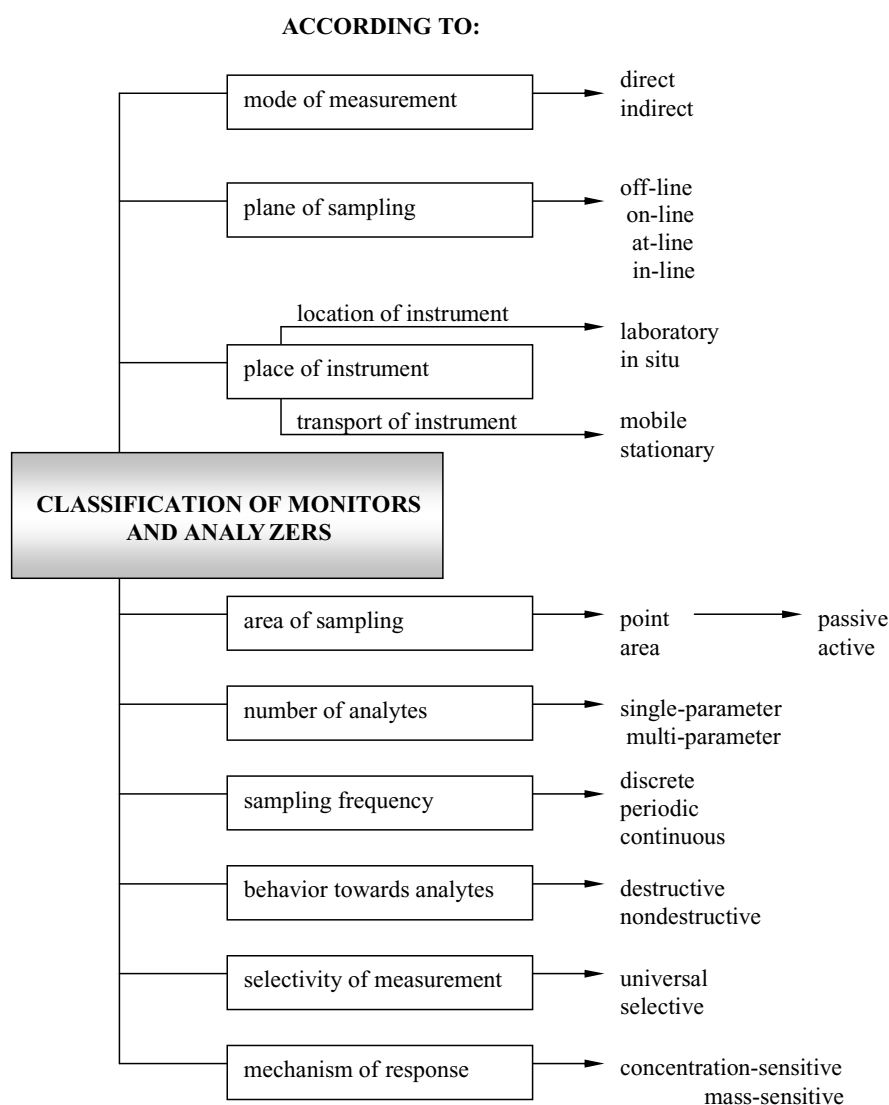 ACCORDING TO:
mode of measurement
direct
indirect
plane of sampling
off-line
on-line
at-line
in-line
location of instrument
place of instrument
laboratory
in situ
transport of instrument
mobile
stationary
CLASSIFICATION OF MONITORS
AND ANALYZERS
area of sampling
point
area
passive
active
number of analytes
single-parameter
multi-parameter
sampling frequency
discrete
periodic
continuous
behavior towards analytes
destructive
nondestructive
selectivity of measurement
universal
selective
mechanism of response
concentration-sensitive
mass-sensitive